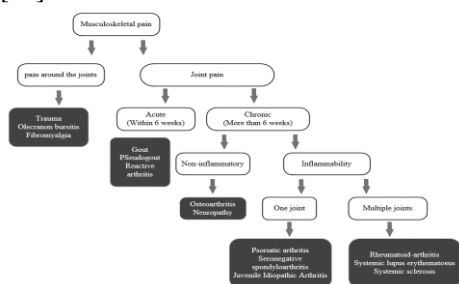 Musculoskeletal pain
pain around the joints
Joint pain
Trauma
Olecranon bursitis
Fibromyalgia
Acute
(Within 6 weeks)
Chronic
(More than 6 weeks)
Gout
PSeudogout
Reactive
arthritis
Non-inflammatory
Inflammability
Osteoarthritis
Neuropathy
One joint
Multiple joints
Psoriatic arthritis
Seronegative
spondyloarthritis
Juvenile Idiopathic Arthritis
Rheumatoid-arthritis
Systemic lupus erythematosus
Systemic sclerosis